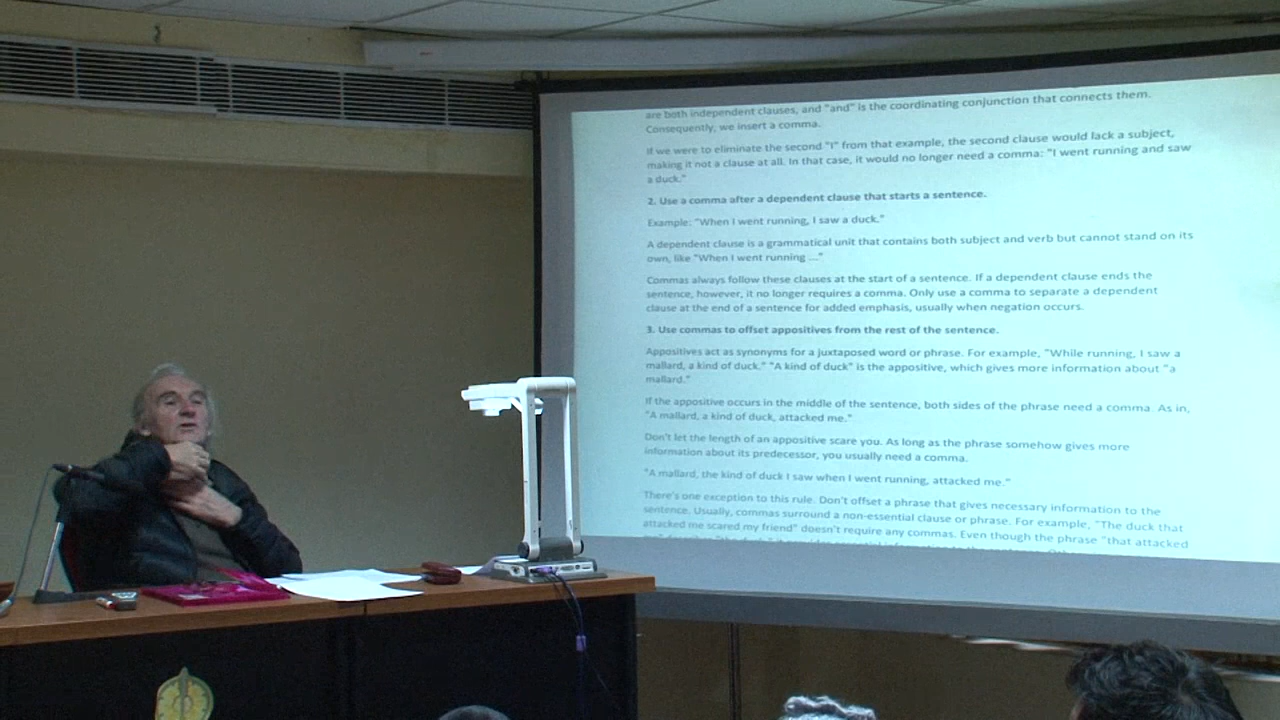 are both independent clauses, and "and" is the coordinating conjunction that connects them.
Consequently, we insert a comma.
If we were to eliminate the second "I" from that example, the second clause would lack a subject,
making it not a clause at all. In that case, it would no longer need a comma: "I went running and saw
a duck."
2. Use a comma after a dependent clause that starts a sentence.
Example: "When I went running, I saw a duck."
A dependent clause is a grammatical unit that contains both subject and verb but cannot stand on its
own, like "When I went running ..."
Commas always follow these clauses at the start of a sentence. If a dependent clause ends the
sentence, however, it no longer requires a comma. Only use a comma to separate a dependent
clause at the end of a sentence for added emphasis, usually when negation occurs.
3. Use commas to offset appositives from the rest of the sentence.
Appositives act as synonyms for a juxtaposed word or phrase. For example, "While running, I saw a
mallard, a kind of duck." "A kind of duck" is the appositive, which gives more information about "a
mallard."
If the appositive occurs in the middle of the sentence, both sides of the phrase need a comma. As in,
"A mallard, a kind of duck, attacked me."
Don't let the length of an appositive scare you. As long as the phrase somehow gives more
information about its predecessor, you usually need a comma.
"A mallard, the kind of duck I saw when I went running, attacked me."
There's one exception to this rule. Don't offset a phrase that gives necessary information to the
sentence. Usually, commas surround a non-essential clause or phrase. For example, "The duck that
attacked me scared my friend" doesn't require any commas. Even though the phrase "that attacked